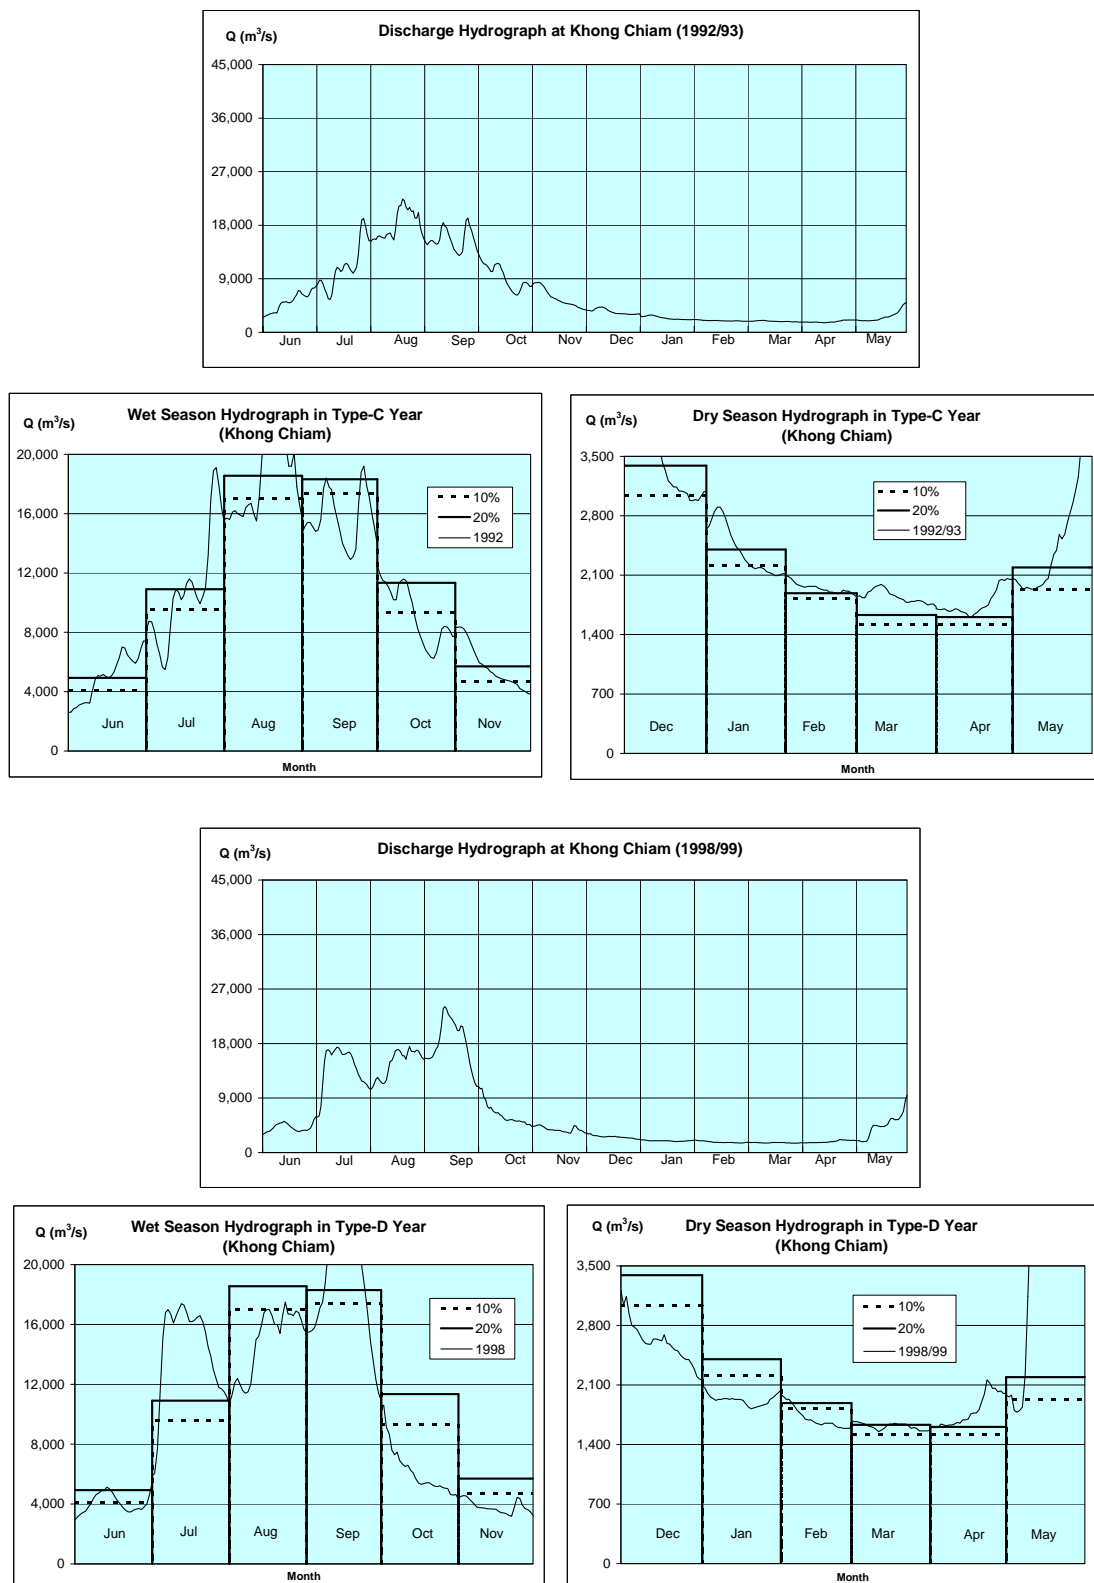 Discharge Hydrograph at Khong Chiam (1992/93)
Q (m³/s)
45,000
36,000
27,000
18,000
9,000
0
Jun Jul Aug Sep Oct Nov Dec Jan Feb Mar Apr May
Wet Season Hydrograph in Type-C Year
(Khong Chiam)
Q (m³/s)
20,000
16,000
12,000
8,000
4,000
0
10%
20%
1992
Jun Jul Aug Sep Oct Nov
Month
Dry Season Hydrograph in Type-C Year
(Khong Chiam)
Q (m³/s)
3,500
2,800
2,100
1,400
700
0
10%
20%
1992/93
Dec Jan Feb Mar Apr May
Month
Discharge Hydrograph at Khong Chiam (1998/99)
Q (m³/s)
45,000
36,000
27,000
18,000
9,000
0
Jun Jul Aug Sep Oct Nov Dec Jan Feb Mar Apr May
Wet Season Hydrograph in Type-D Year
(Khong Chiam)
Q (m³/s)
20,000
16,000
12,000
8,000
4,000
0
10%
20%
1998
Jun Jul Aug Sep Oct Nov
Month
Dry Season Hydrograph in Type-D Year
(Khong Chiam)
Q (m³/s)
3,500
2,800
2,100
1,400
700
0
10%
20%
1998/99
Dec Jan Feb Mar Apr May
Month